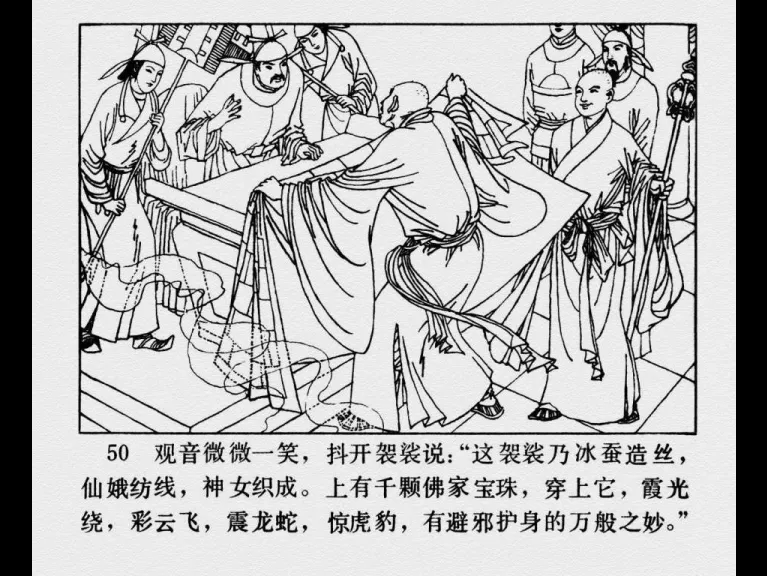 50 观音微微一笑，抖开袈裟说：“这袈裟乃冰蚕造丝，
仙娥纺线，神女织成。上有千颗佛家宝珠，穿上它，霞光
绕，彩云飞，震龙蛇，惊虎豹，有避邪护身的万般之妙。”